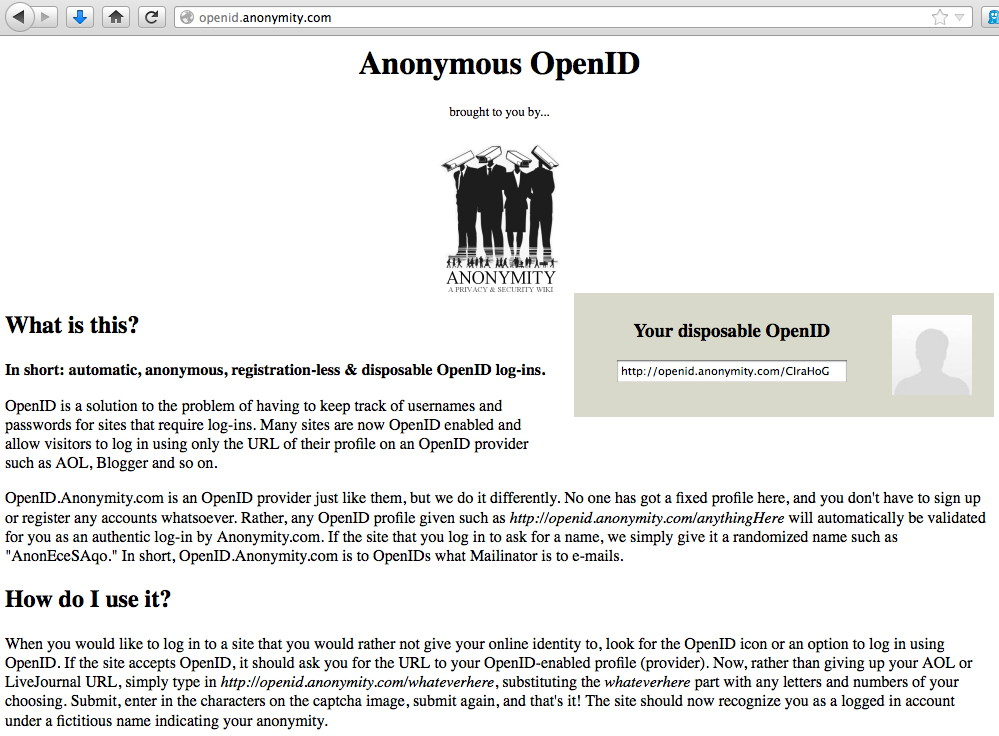 openid.anonymity.com
Anonymous OpenID
brought to you by...
ANONYMITY
A PRIVACY & SECURITY WIKI
What is this?
Your disposable OpenID
http://openid.anonymity.com/ClraHoG
In short: automatic, anonymous, registration-less & disposable OpenID log-ins.
OpenID is a solution to the problem of having to keep track of usernames and
passwords for sites that require log-ins. Many sites are now OpenID enabled and
allow visitors to log in using only the URL of their profile on an OpenID provider
such as AOL, Blogger and so on.
OpenID.Anonymity.com is an OpenID provider just like them, but we do it differently. No one has got a fixed profile here, and you don't have to sign up
or register any accounts whatsoever. Rather, any OpenID profile given such as http://openid.anonymity.com/anythingHere will automatically be validated
for you as an authentic log-in by Anonymity.com. If the site that you log in to ask for a name, we simply give it a randomized name such as
"AnonEceSAqo." In short, OpenID.Anonymity.com is to OpenIDs what Mailinator is to e-mails.
How do I use it?
When you would like to log in to a site that you would rather not give your online identity to, look for the OpenID icon or an option to log in using
OpenID. If the site accepts OpenID, it should ask you for the URL to your OpenID-enabled profile (provider). Now, rather than giving up your AOL or
LiveJournal URL, simply type in http://openid.anonymity.com/whateverhere, substituting the whateverhere part with any letters and numbers of your
choosing. Submit, enter in the characters on the captcha image, submit again, and that's it! The site should now recognize you as a logged in account
under a fictitious name indicating your anonymity.